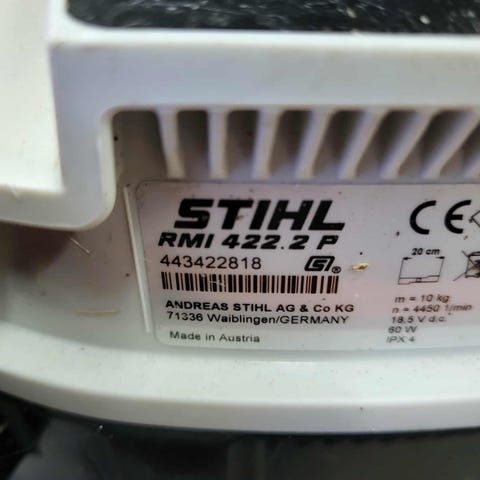 STIHL
RMI 422.2 P
443422818
®
ANDREAS STIHL AG & Co KG
71336 Waiblingen/GERMANY
Made in Austria
CE
20 cm
m = 10 kg
n = 4450 1/min
18,5 V d.c.
60 W
IPX 4